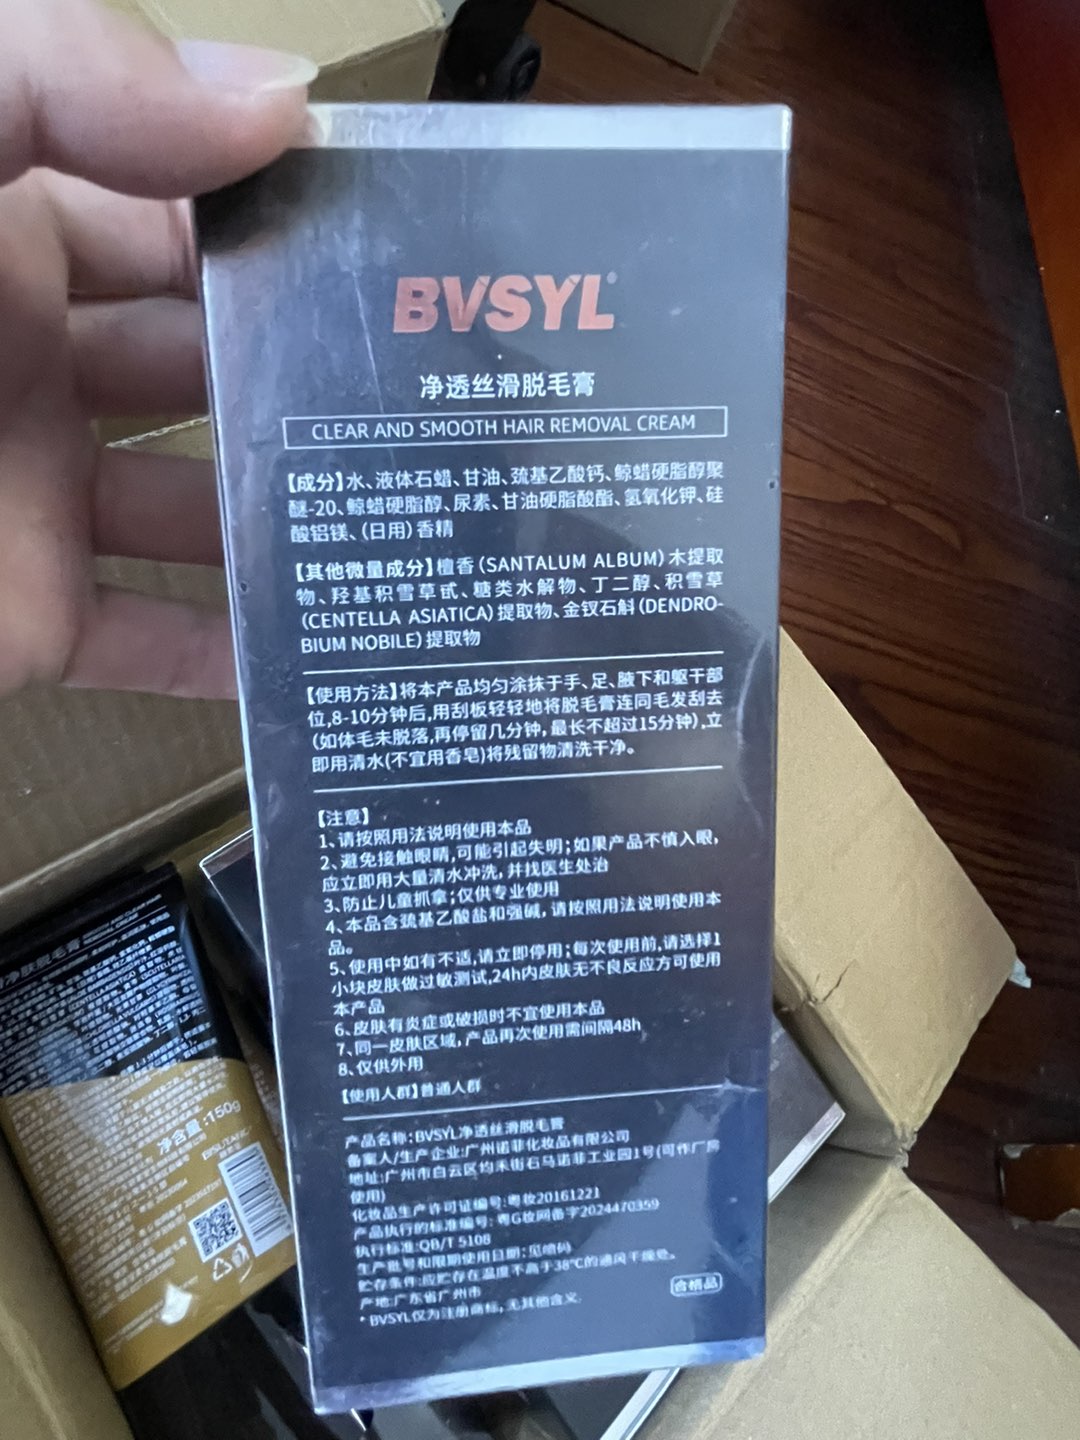 BVSYL®
净透丝滑脱毛膏
CLEAR AND SMOOTH HAIR REMOVAL CREAM
【成分】水、液体石蜡、甘油、巯基乙酸钙、鲸蜡硬脂醇聚
醚-20、鲸蜡硬脂醇、尿素、甘油硬脂酸酯、氢氧化钾、硅
酸铝镁、(日用)香精
【其他微量成分】檀香(SANTALUM ALBUM)木提取
物、羟基积雪草甙、糖类水解物、丁二醇、积雪草
(CENTELLA ASIATICA)提取物、金钗石斛(DENDRO-
BIUM NOBILE)提取物
【使用方法】将本产品均匀涂抹于手、足、腋下和躯干部
位,8-10分钟后,用刮板轻轻地将脱毛膏连同毛发刮去
(如体毛未脱落,再停留几分钟,最长不超过15分钟),立
即用清水(不宜用香皂)将残留物清洗干净。
【注意】
1、请按照用法说明使用本品
2、避免接触眼睛,可能引起失明;如果产品不慎入眼,
应立即用大量清水冲洗,并找医生处治
3、防止儿童抓拿;仅供专业使用
4、本品含巯基乙酸盐和强碱,请按照用法说明使用本
品。
5、使用中如有不适,请立即停用;每次使用前,请选择1
小块皮肤做过敏测试,24h内皮肤无不良反应方可使用
本产品
6、皮肤有炎症或破损时不宜使用本品
7、同一皮肤区域,产品再次使用需间隔48h
8、仅供外用
【使用人群】普通人群
产品名称:BVSYL净透丝滑脱毛膏
备案人/生产企业:广州诺菲化妆品有限公司
地址:广州市白云区均禾街石马诺菲工业园1号(可作厂房
使用)
化妆品生产许可证编号:粤妆20161221
产品执行的标准编号:粤G妆网备字2024470359
执行标准:QB/T 5108
生产批号和限期使用日期:见喷码
贮存条件:应贮存在温度不高于38℃的通风干燥处。
产地:广东省广州市
*BVSYL仅为注册商标,无其他含义
合格品
净肤脱毛膏
净含量:150g